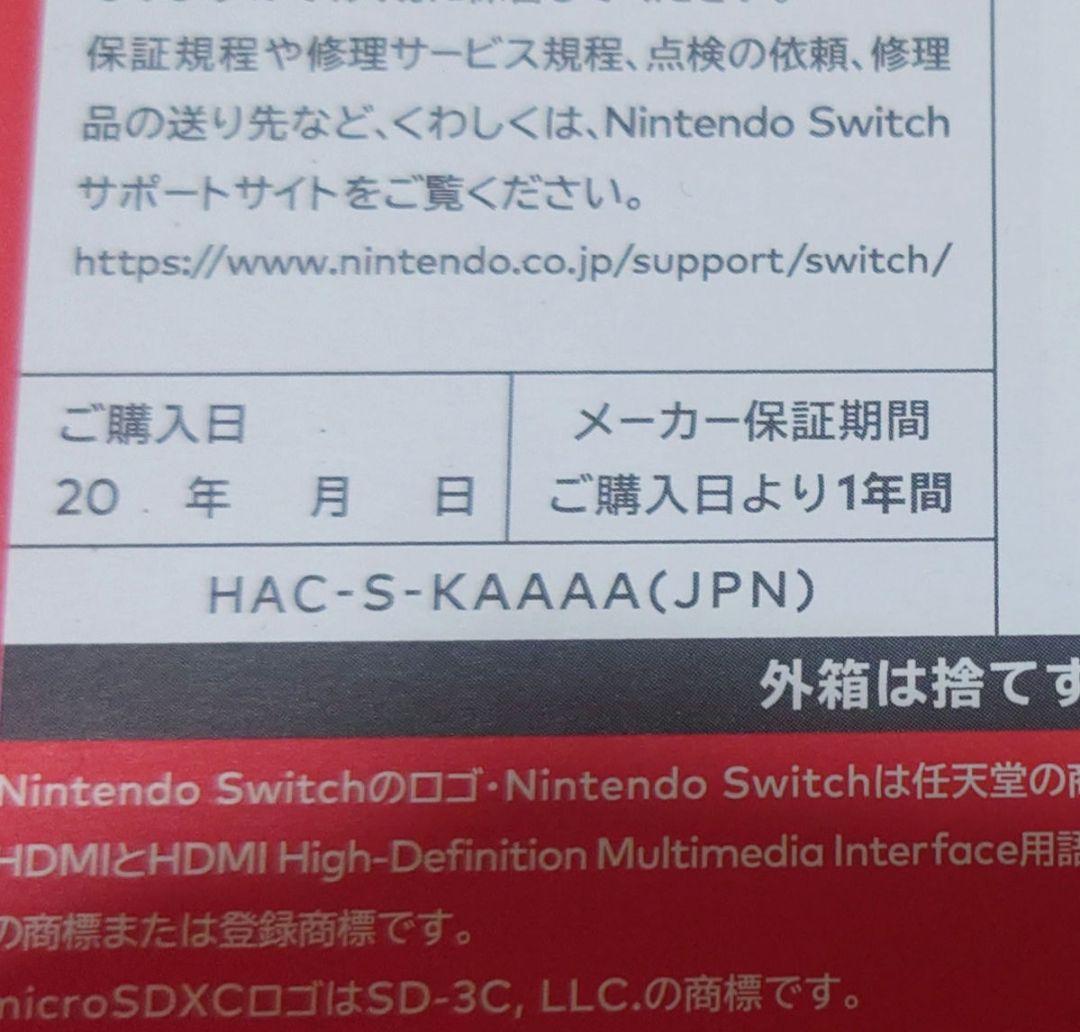 保証規程や修理サービス規程、点検の依頼、修理
品の送り先など、くわしくは、Nintendo Switch
サポートサイトをご覧ください。
https://www.nintendo.co.jp/support/switch/
ご購入日
20 年 月 日
メーカー保証期間
ご購入日より1年間
HAC-S-KAAAA(JPN)
外箱は捨てず
Nintendo Switchのロゴ・Nintendo Switchは任天堂の商
HDMIとHDMI High-Definition Multimedia Interface用語
の商標または登録商標です。
microSDXCロゴはSD-3C, LLC.の商標です。